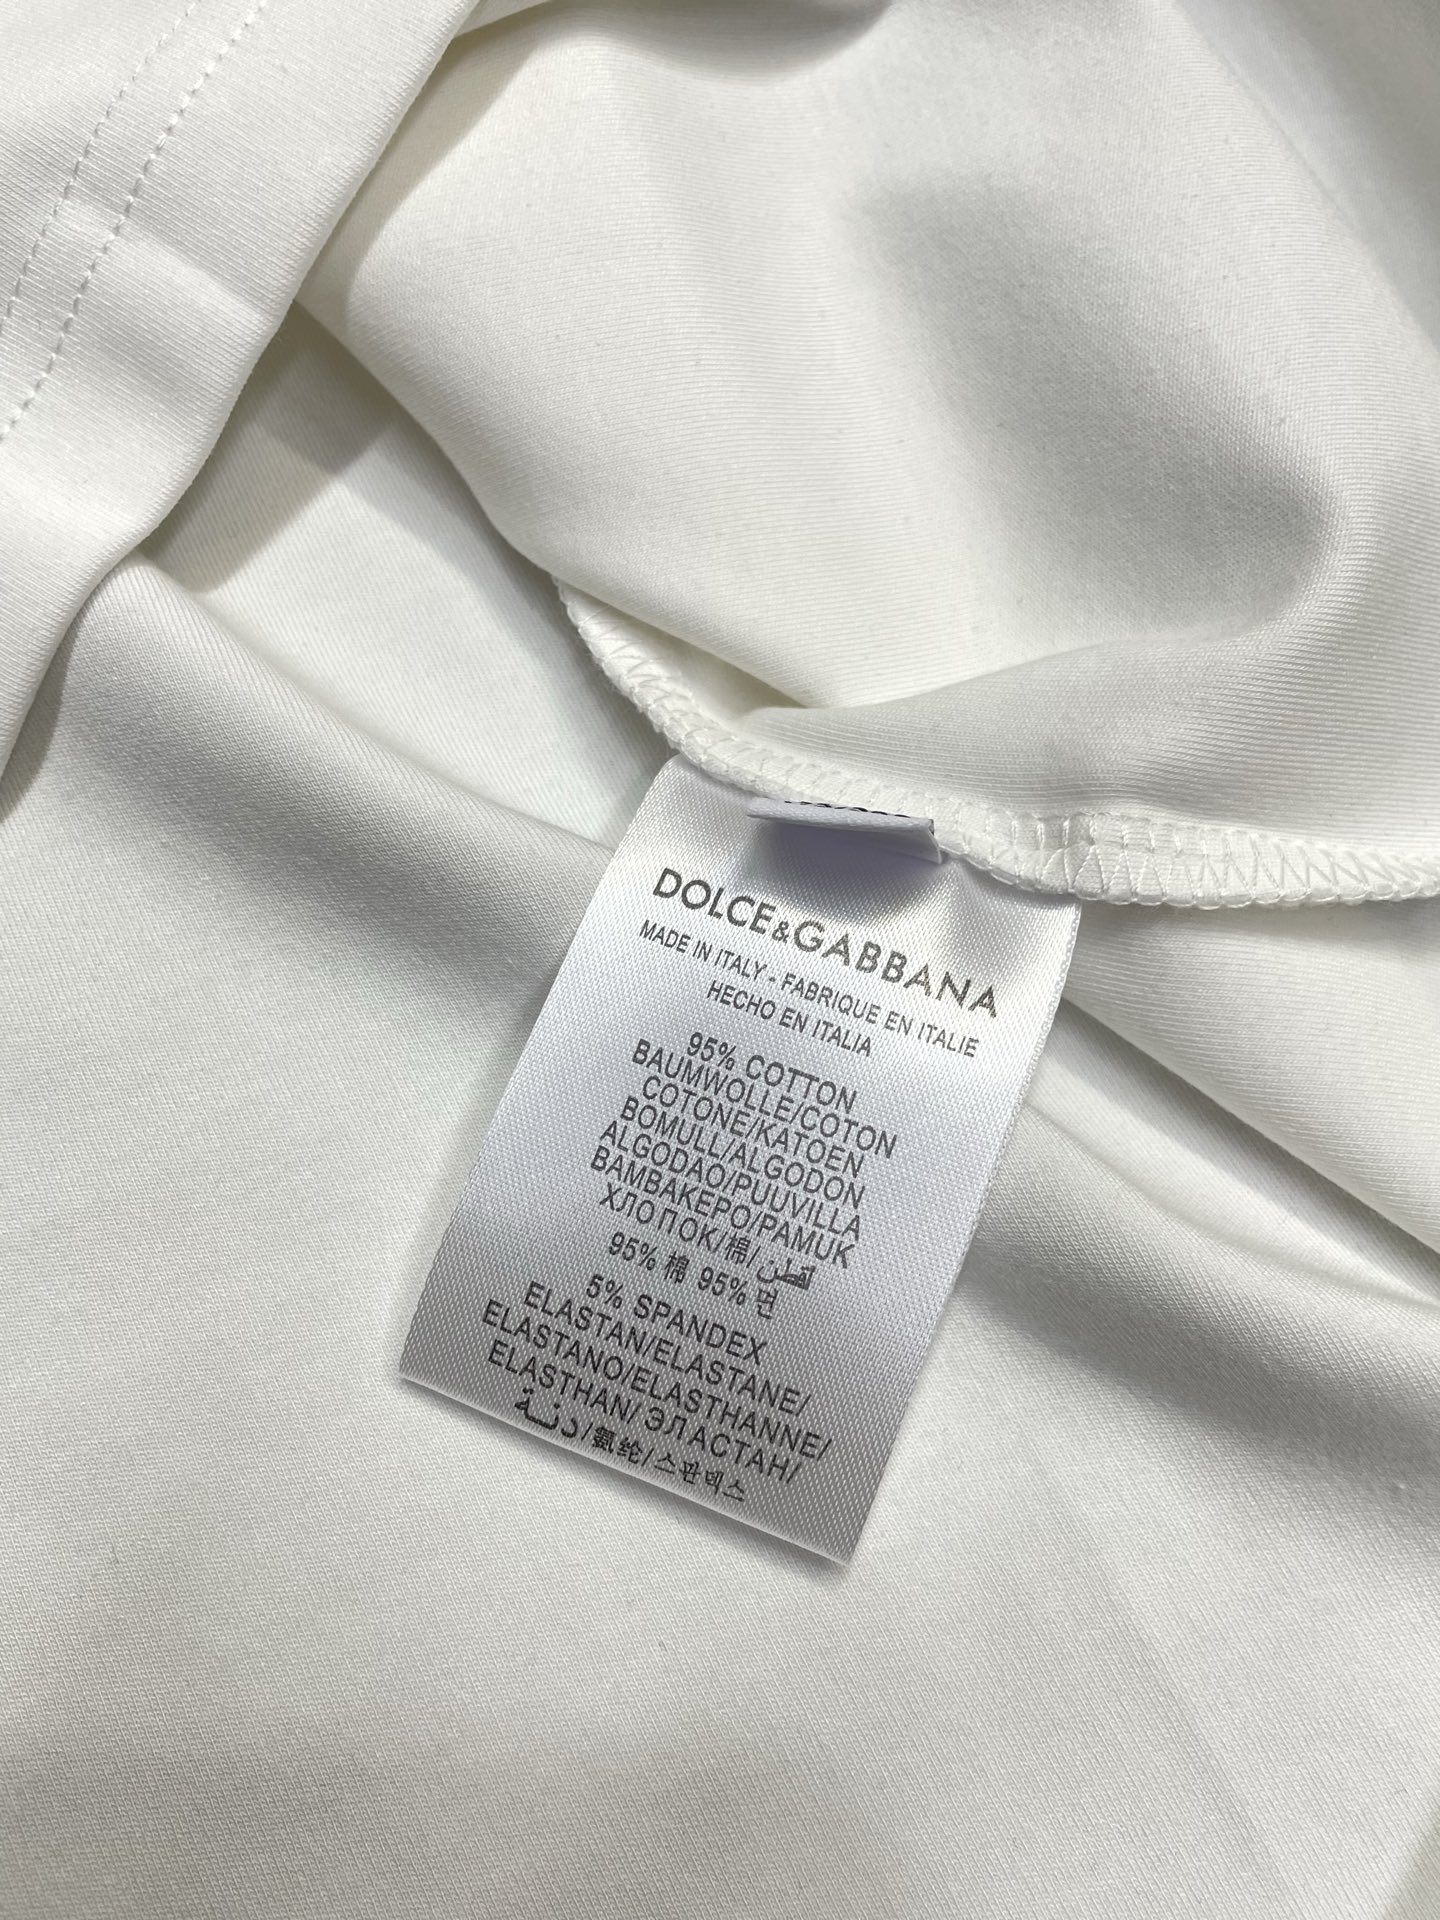 DOLCE&GABBANA
MADE IN ITALY - FABRIQUE EN ITALIE
HECHO EN ITALIA
95% COTTON
BAUMWOLLE/COTON
COTONE/KATOEN
BOMULL/ALGODON
ALGODAO/PUUVILLA
BAMBAKEPO/PAMUK
ХЛОПОК/棉/قطن
95% 棉 95% 면
5% SPANDEX
ELASTAN/ELASTANE/
ELASTANO/ELASTHANNE/
ELASTHAN/ ЭЛАСТАН/
/氨纶/스판덱스